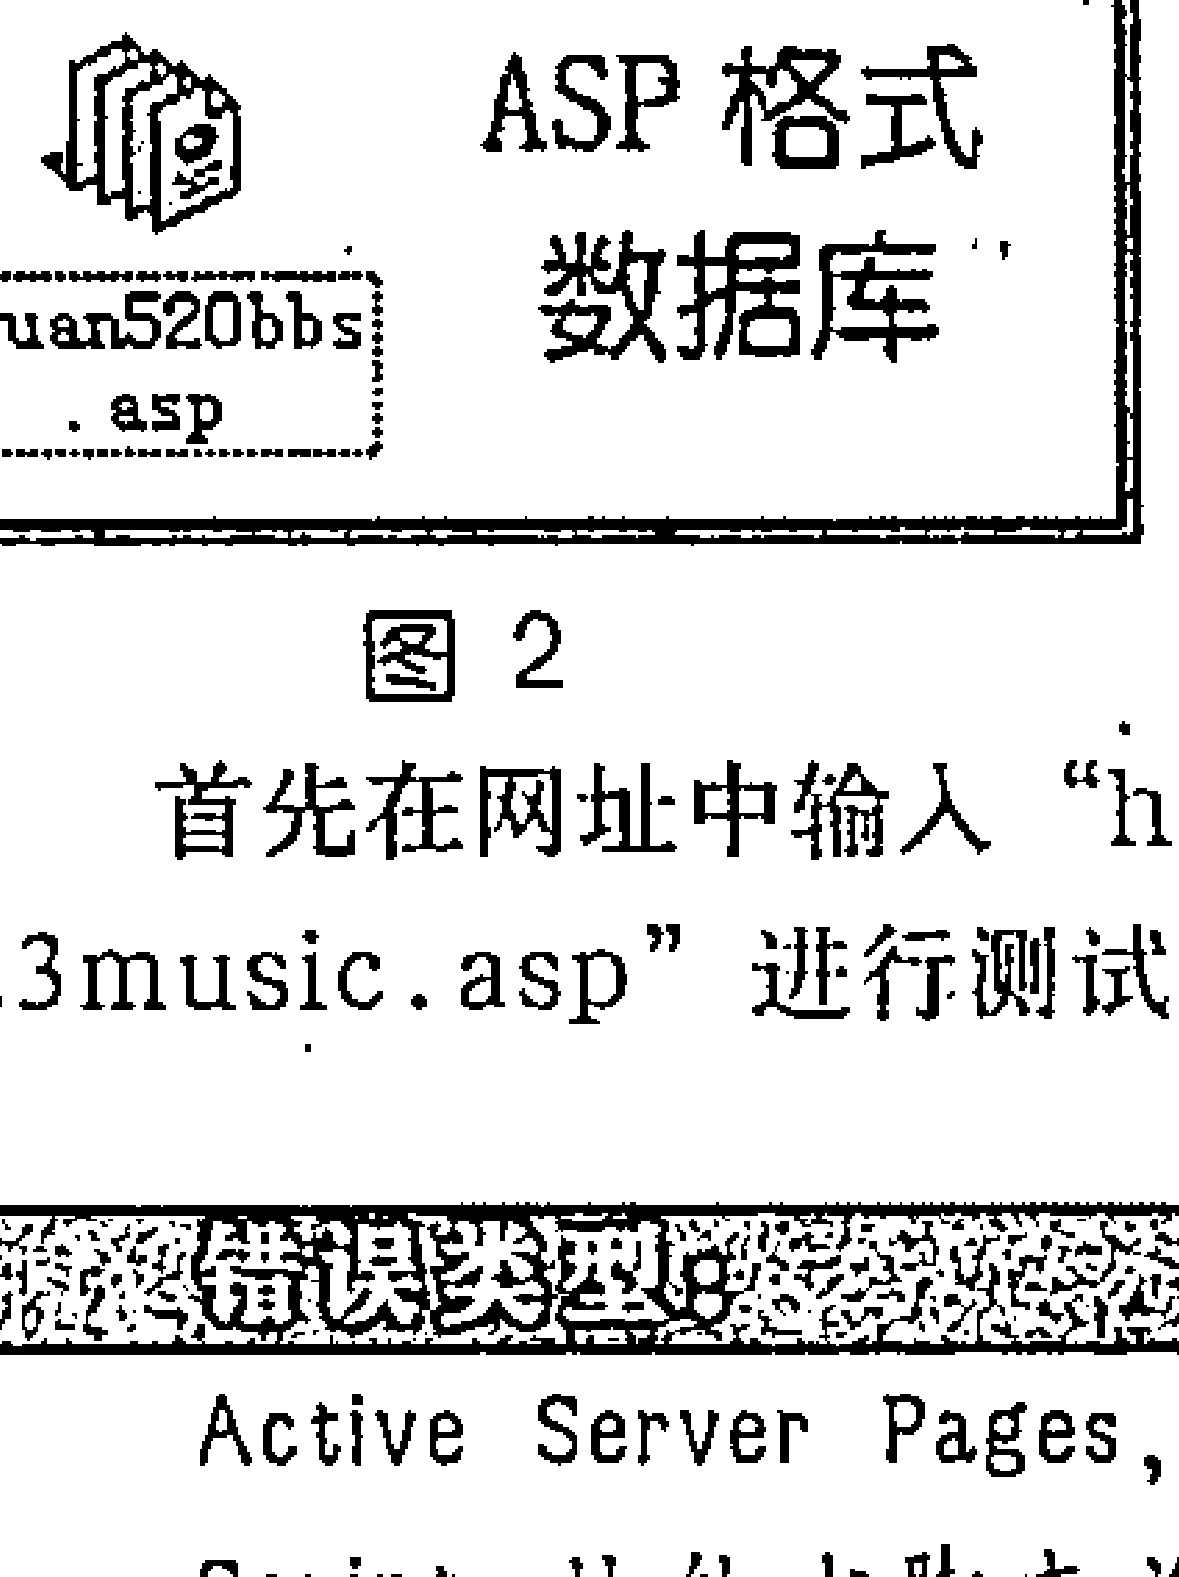 ASP 格式
数据库
uan520bbs
.asp
图 2
首先在网址中输入 “h
3music.asp” 进行测试
错误类型:
Active Server Pages,